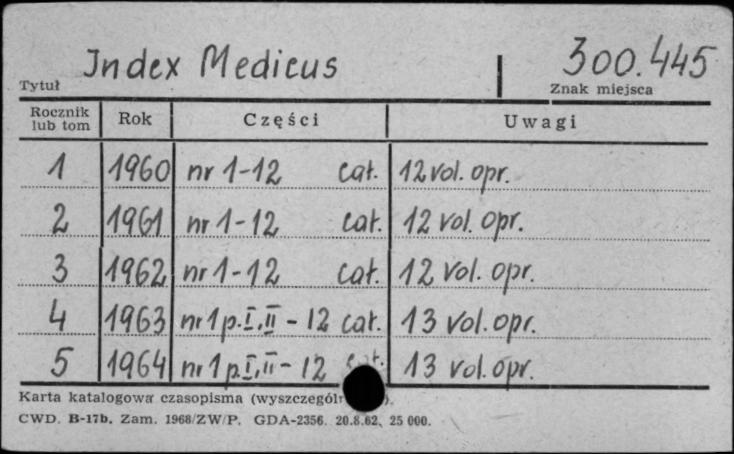 Index Medicus 300.445
Tytuł Znak miejsca
Rocznik lub tom Rok Części Uwagi
1 1960 nr 1-12 cał. 12 vol. opr.
2 1961 nr 1-12 cał. 12 vol. opr.
3 1962 nr 1-12 cał. 12 vol. opr.
4 1963 nr 1 p. I, II - 12 cał. 13 vol. opr.
5 1964 nr 1 p. I, II - 12 13 vol. opr.
Karta katalogowa czasopisma
CWD. B-17b. Zam. 1968/ZW/P. GDA-2356. 20.8.62, 25 000.